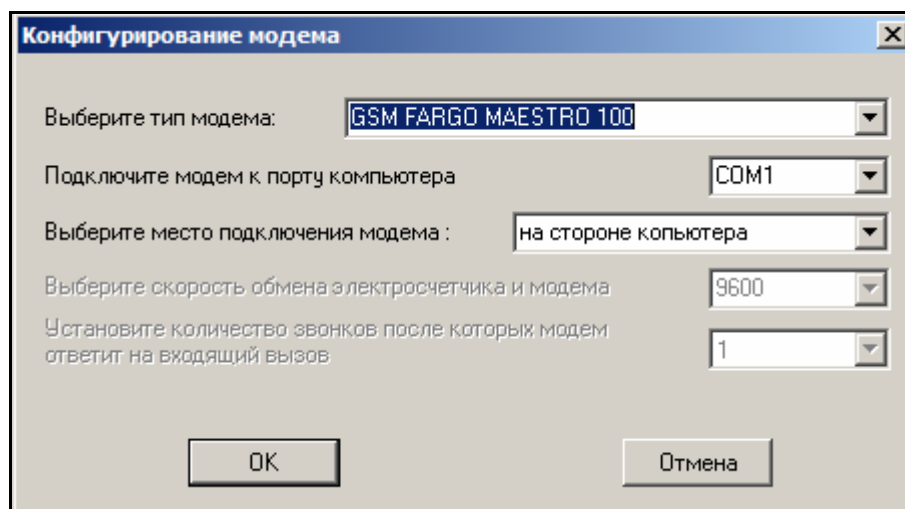 Конфигурирование модема
Выберите тип модема: GSM FARGO MAESTRO 100
Подключите модем к порту компьютера COM1
Выберите место подключения модема : на стороне копьютера
Выберите скорость обмена электросчетчика и модема 9600
Установите количество звонков после которых модем
ответит на входящий вызов 1
OK Отмена